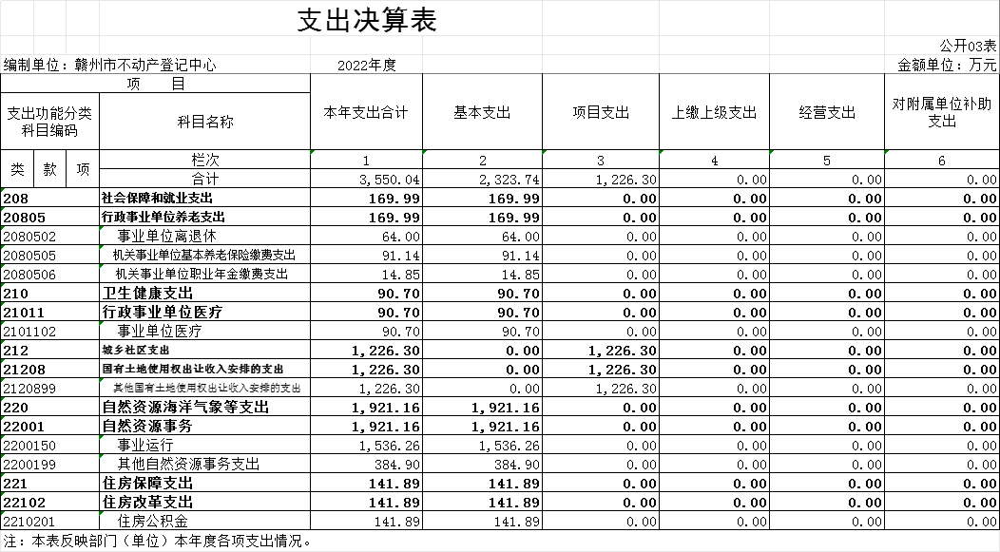 支出决算表
公开03表
编制单位：赣州市不动产登记中心 2022年度 金额单位：万元
项 目 本年支出合计 基本支出 项目支出 上缴上级支出 经营支出 对附属单位补助支出
支出功能分类科目编码 科目名称
类 款 项 栏次 1 2 3 4 5 6
合计 3,550.04 2,323.74 1,226.30 0.00 0.00 0.00
208 社会保障和就业支出 169.99 169.99 0.00 0.00 0.00 0.00
20805 行政事业单位养老支出 169.99 169.99 0.00 0.00 0.00 0.00
2080502 事业单位离退休 64.00 64.00 0.00 0.00 0.00 0.00
2080505 机关事业单位基本养老保险缴费支出 91.14 91.14 0.00 0.00 0.00 0.00
2080506 机关事业单位职业年金缴费支出 14.85 14.85 0.00 0.00 0.00 0.00
210 卫生健康支出 90.70 90.70 0.00 0.00 0.00 0.00
21011 行政事业单位医疗 90.70 90.70 0.00 0.00 0.00 0.00
2101102 事业单位医疗 90.70 90.70 0.00 0.00 0.00 0.00
212 城乡社区支出 1,226.30 0.00 1,226.30 0.00 0.00 0.00
21208 国有土地使用权出让收入安排的支出 1,226.30 0.00 1,226.30 0.00 0.00 0.00
2120899 其他国有土地使用权出让收入安排的支出 1,226.30 0.00 1,226.30 0.00 0.00 0.00
220 自然资源海洋气象等支出 1,921.16 1,921.16 0.00 0.00 0.00 0.00
22001 自然资源事务 1,921.16 1,921.16 0.00 0.00 0.00 0.00
2200150 事业运行 1,536.26 1,536.26 0.00 0.00 0.00 0.00
2200199 其他自然资源事务支出 384.90 384.90 0.00 0.00 0.00 0.00
221 住房保障支出 141.89 141.89 0.00 0.00 0.00 0.00
22102 住房改革支出 141.89 141.89 0.00 0.00 0.00 0.00
2210201 住房公积金 141.89 141.89 0.00 0.00 0.00 0.00
注：本表反映部门（单位）本年度各项支出情况。